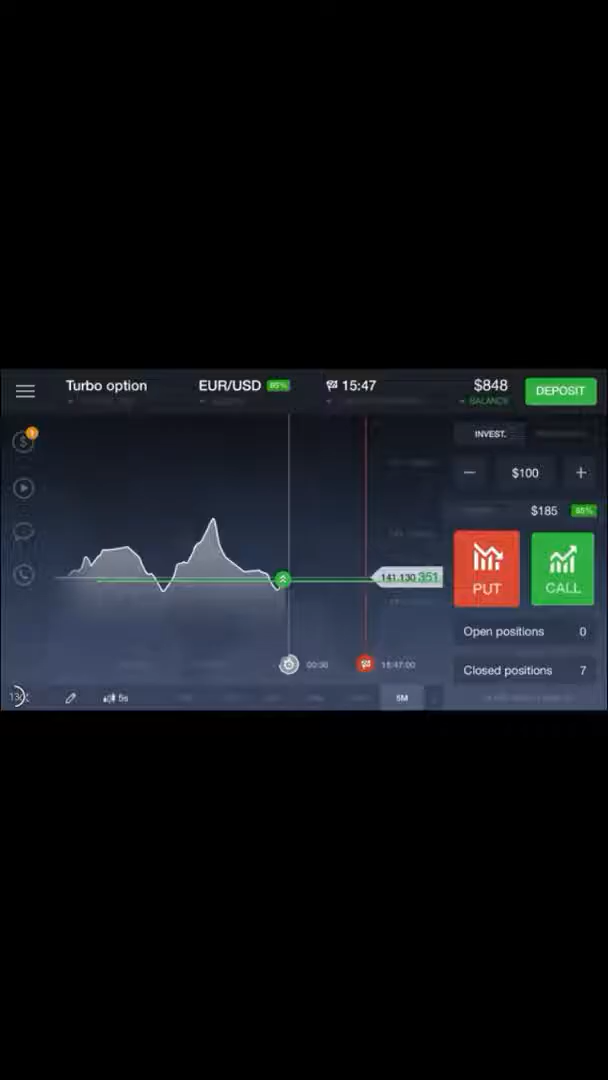 Turbo option
EUR/USD 85%
15:47
$848
BALANCE
DEPOSIT
INVEST.
$100
$185 85%
PUT
CALL
141.130.351
Open positions 0
Closed positions 7
00:30
15:47:00
5s
5M